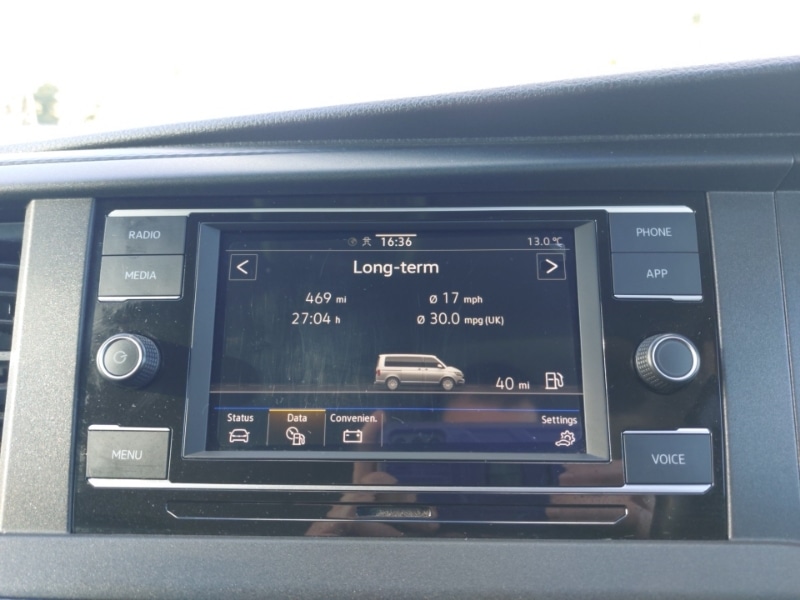 RADIO
MEDIA
MENU
PHONE
APP
VOICE
16:36
13.0 °C
<
Long-term
>
469 mi
ø 17 mph
27:04 h
ø 30.0 mpg (UK)
40 mi
Status
Data
Convenien.
Settings